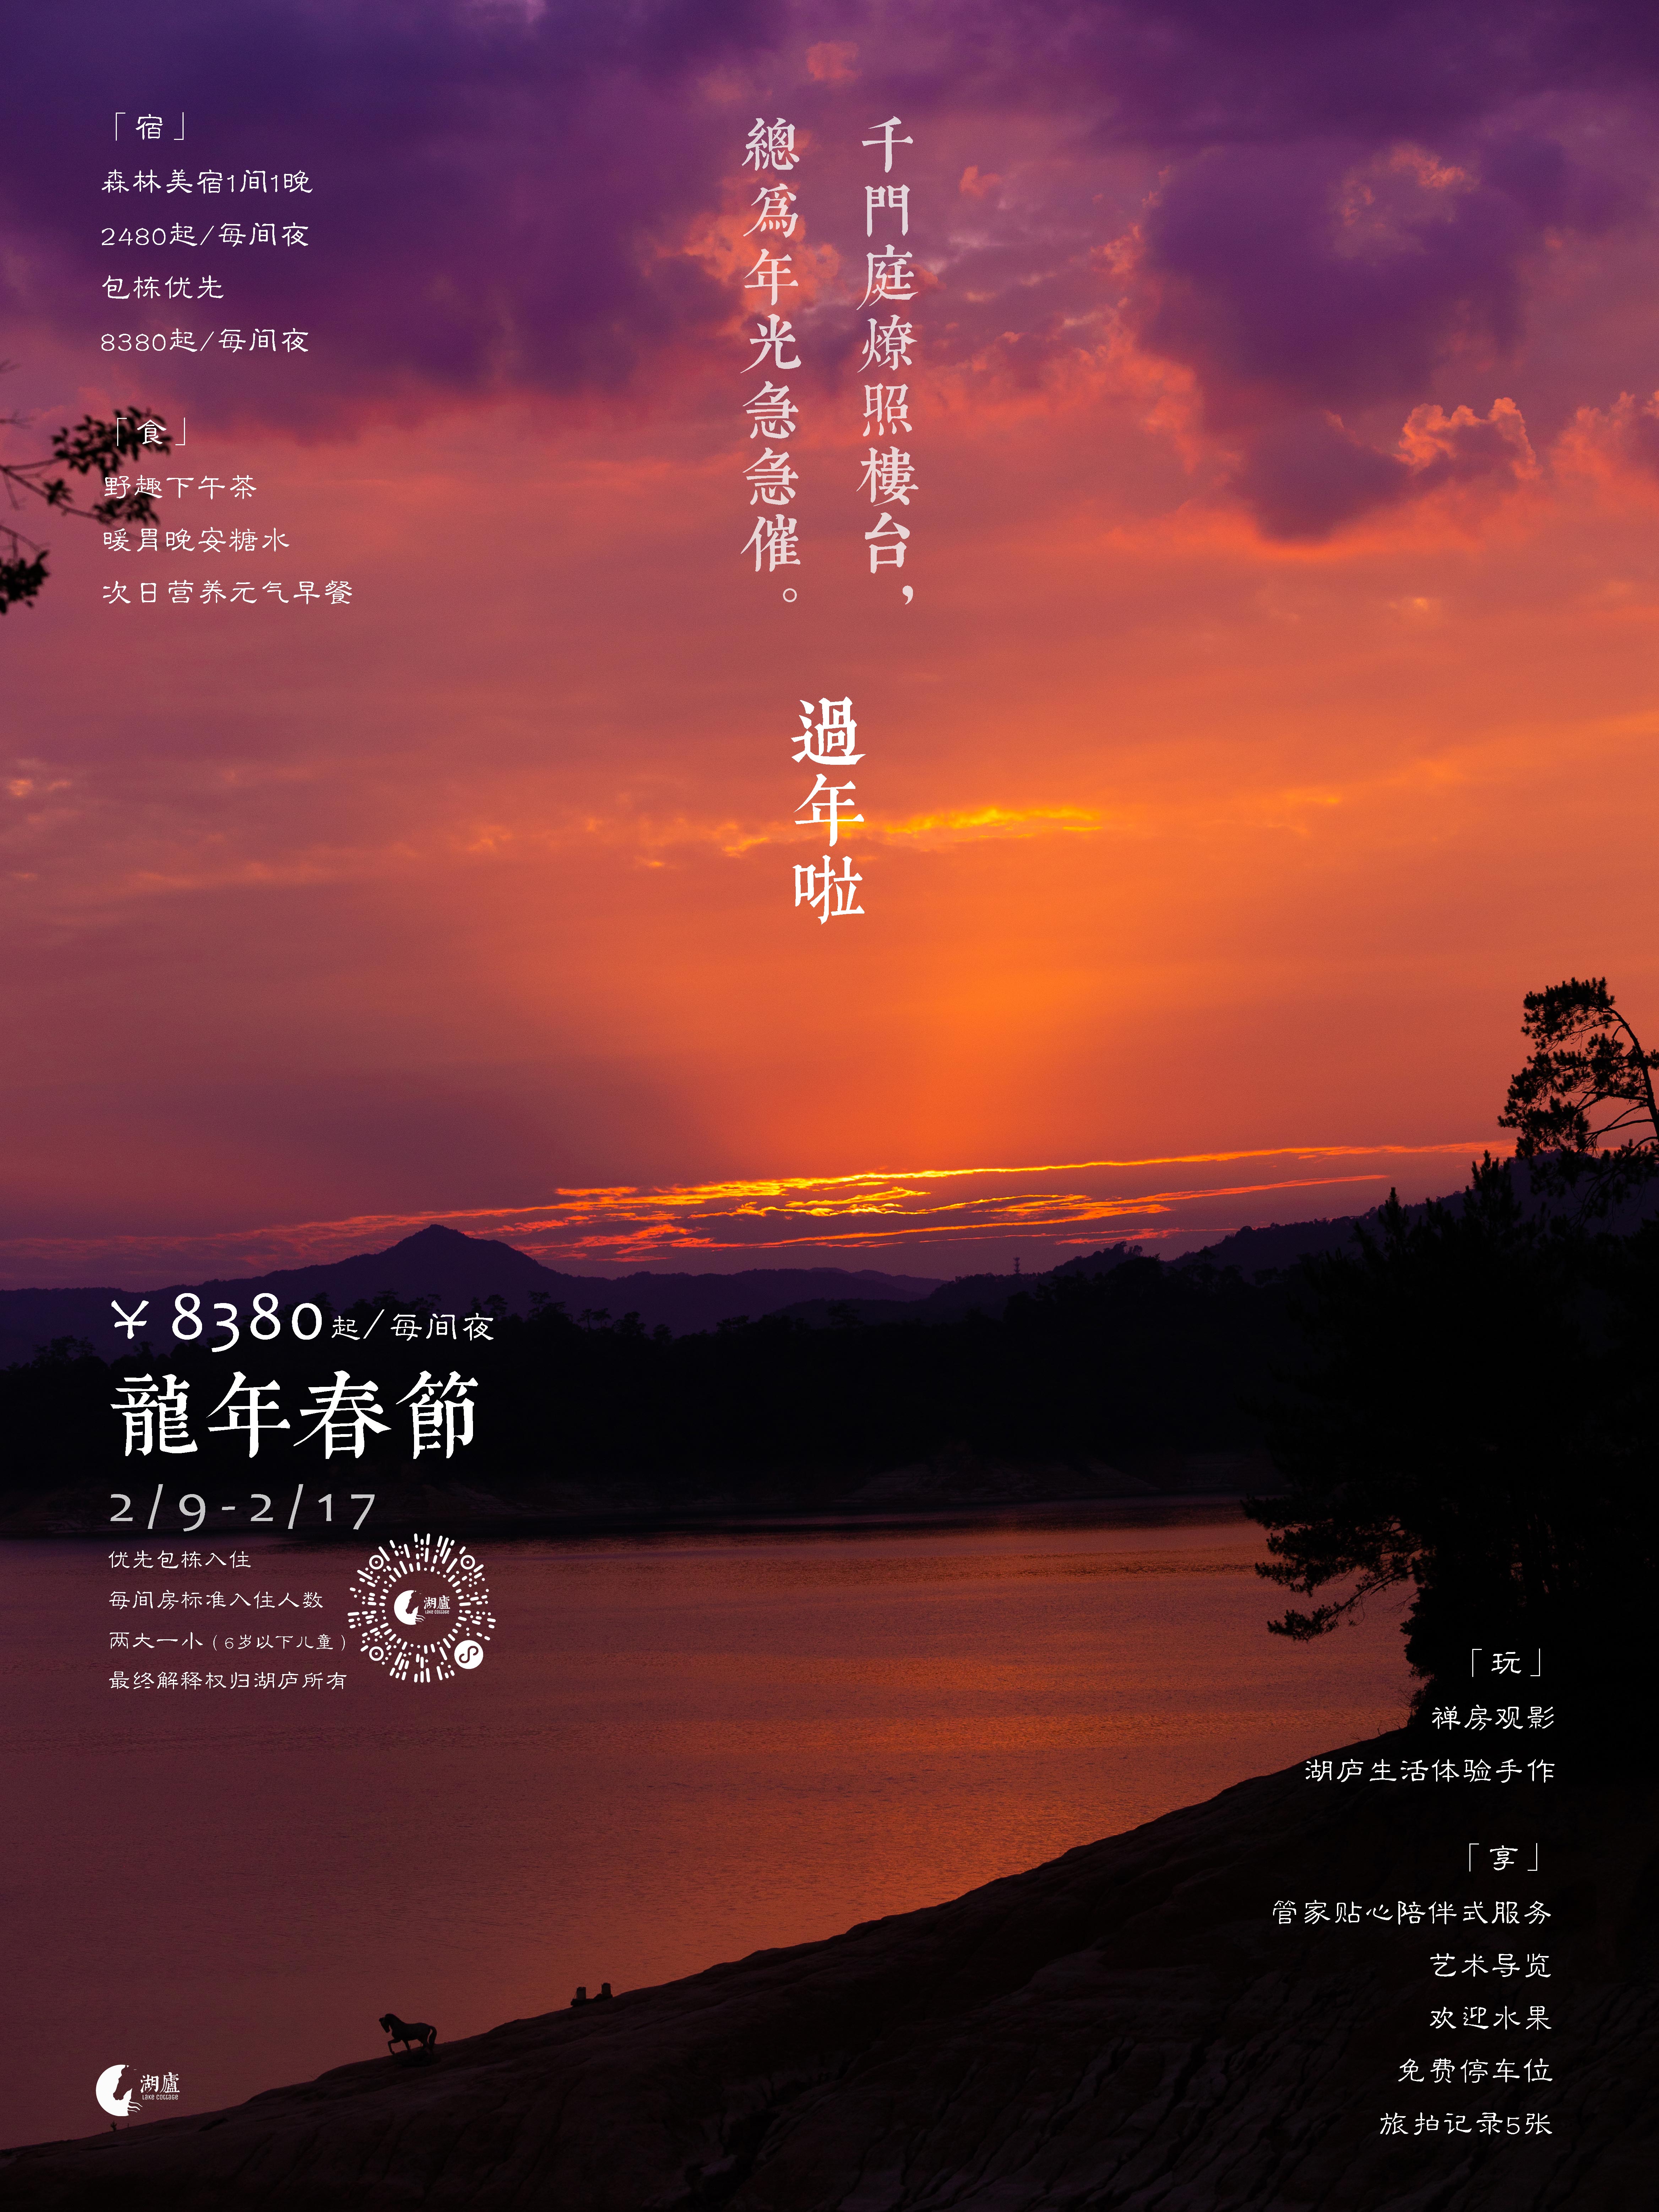 「宿」
森林美宿1间1晚
2480起/每间夜
包栋优先
8380起/每间夜
「食」
野趣下午茶
暖胃晚安糖水
次日营养元气早餐
千門庭燎照樓台，
總爲年光急急催。
過年啦
¥8380起/每间夜
龍年春節
2/9-2/17
优先包栋入住
每间房标准入住人数
两大一小（6岁以下儿童）
最终解释权归湖庐所有
湖廬
Lake Cottage
「玩」
禅房观影
湖庐生活体验手作
「享」
管家贴心陪伴式服务
艺术导览
欢迎水果
免费停车位
旅拍记录5张
湖廬
Lake Cottage